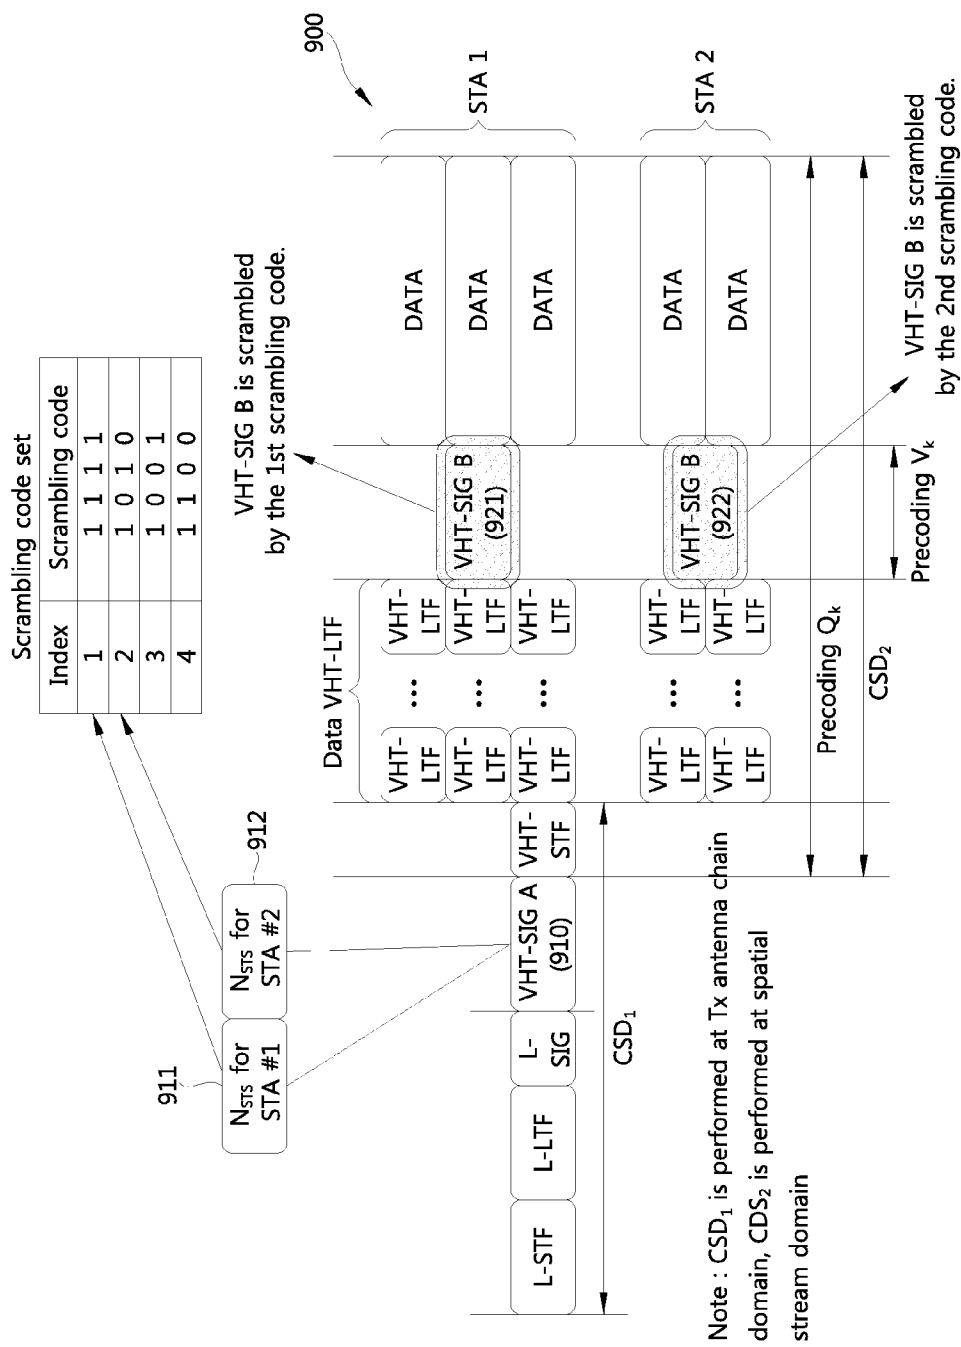 Scrambling code set
Index Scrambling code
1 1 1 1 1
2 1 0 1 0
3 1 0 0 1
4 1 1 0 0
911
912
N_STS for
STA #1
N_STS for
STA #2
VHT-SIG B is scrambled
by the 1st scrambling code.
900
Data VHT-LTF
VHT-
LTF
...
VHT-
LTF
DATA
VHT-
LTF
...
VHT-
LTF
VHT-SIG B
(921)
DATA
L-STF
L-LTF
L-
SIG
VHT-SIG A
(910)
VHT-
STF
VHT-
LTF
...
VHT-
LTF
DATA
STA 1
CSD₁
VHT-
LTF
...
VHT-
LTF
DATA
VHT-
LTF
...
VHT-
LTF
VHT-SIG B
(922)
DATA
STA 2
Precoding Qₖ
CSD₂
Precoding Vₖ
VHT-SIG B is scrambled
by the 2nd scrambling code.
Note : CSD₁ is performed at Tx antenna chain
domain, CDS₂ is performed at spatial
stream domain